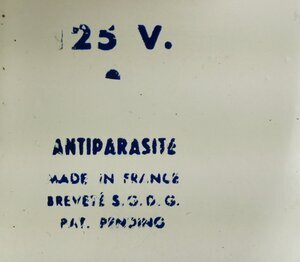 125 V.
ANTIPARASITE
MADE IN FRANCE
BREVETÉ S.G.D.G.
PAT. PENDING